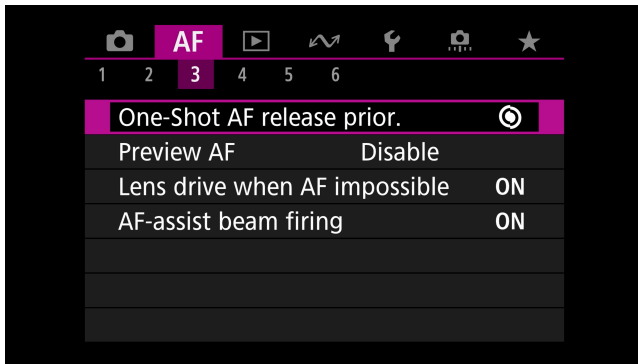 AF
1 2 3 4 5 6
One-Shot AF release prior.
Preview AF Disable
Lens drive when AF impossible ON
AF-assist beam firing ON